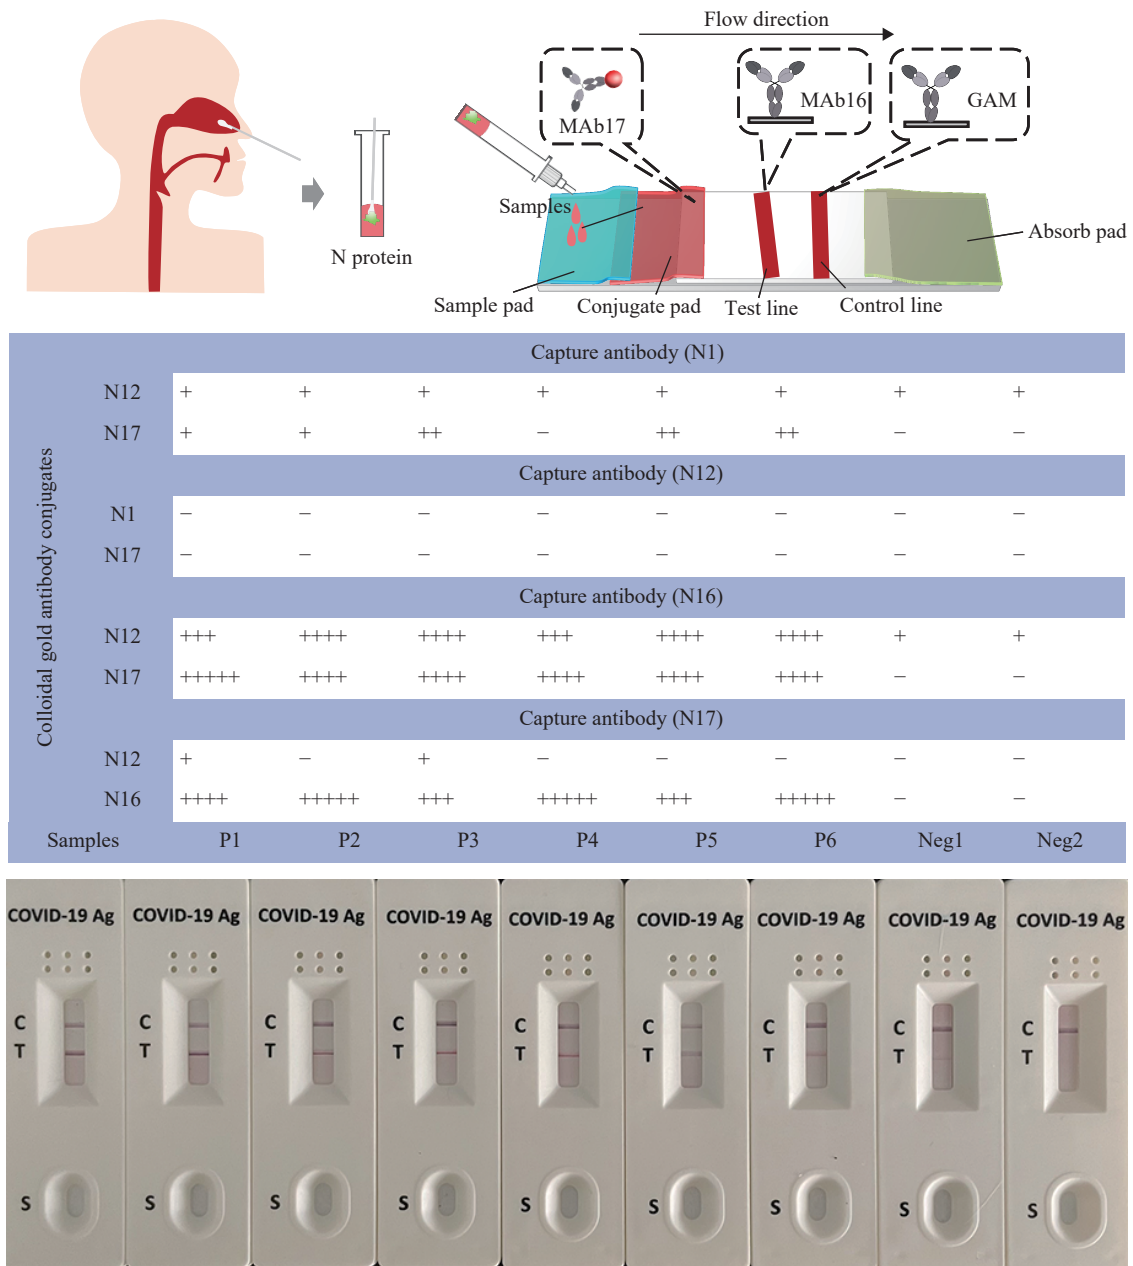 Flow direction
MAb17
MAb16
GAM
Samples
N protein
Absorb pad
Sample pad
Conjugate pad
Test line
Control line
Colloidal gold antibody conjugates
Capture antibody (N1)
N12 + + + + + + + +
N17 + + ++ − ++ ++ − −
Capture antibody (N12)
N1 − − − − − − − −
N17 − − − − − − − −
Capture antibody (N16)
N12 +++ ++++ ++++ +++ ++++ ++++ + +
N17 +++++ ++++ ++++ ++++ ++++ ++++ − −
Capture antibody (N17)
N12 + − + − − − − −
N16 ++++ +++++ +++ +++++ +++ +++++ − −
Samples P1 P2 P3 P4 P5 P6 Neg1 Neg2
COVID-19 Ag COVID-19 Ag COVID-19 Ag COVID-19 Ag COVID-19 Ag COVID-19 Ag COVID-19 Ag COVID-19 Ag COVID-19 Ag
C C C C C C C C C
T T T T T T T T T
S S S S S S S S S